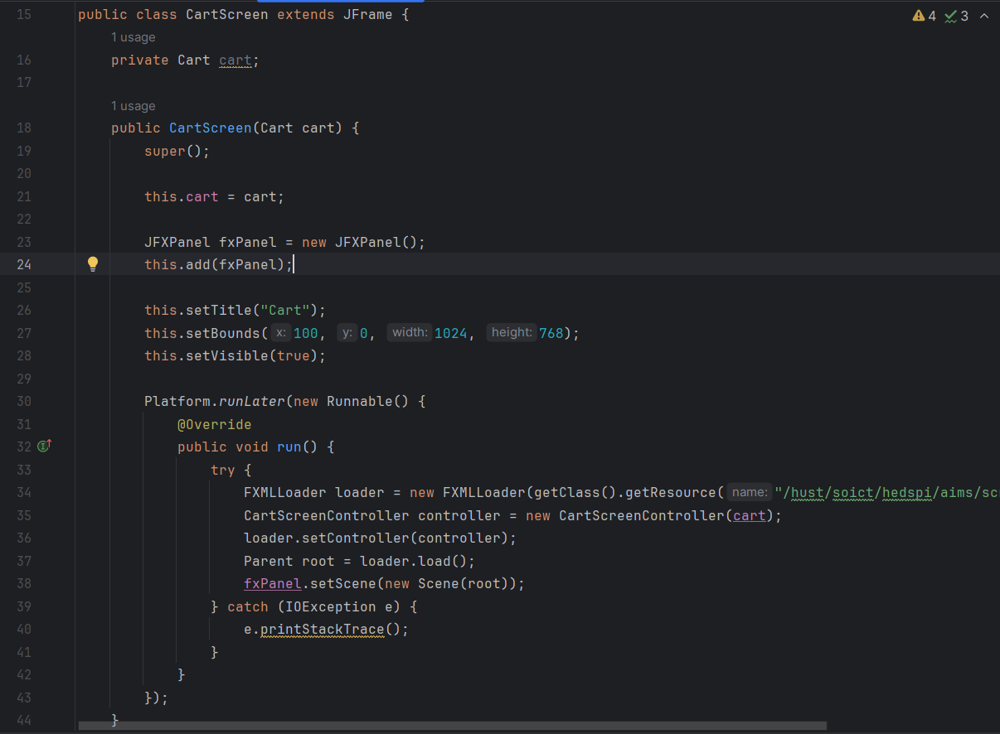 15 public class CartScreen extends JFrame {
4 3
1 usage
16 private Cart cart;
17
1 usage
18 public CartScreen(Cart cart) {
19 super();
20
21 this.cart = cart;
22
23 JFXPanel fxPanel = new JFXPanel();
24 this.add(fxPanel);
25
26 this.setTitle("Cart");
27 this.setBounds( x: 100, y: 0, width: 1024, height: 768);
28 this.setVisible(true);
29
30 Platform.runLater(new Runnable() {
31 @Override
32 public void run() {
33 try {
34 FXMLLoader loader = new FXMLLoader(getClass().getResource( name: "/hust/soict/hedspi/aims/sc
35 CartScreenController controller = new CartScreenController(cart);
36 loader.setController(controller);
37 Parent root = loader.load();
38 fxPanel.setScene(new Scene(root));
39 } catch (IOException e) {
40 e.printStackTrace();
41 }
42 }
43 });
44 }